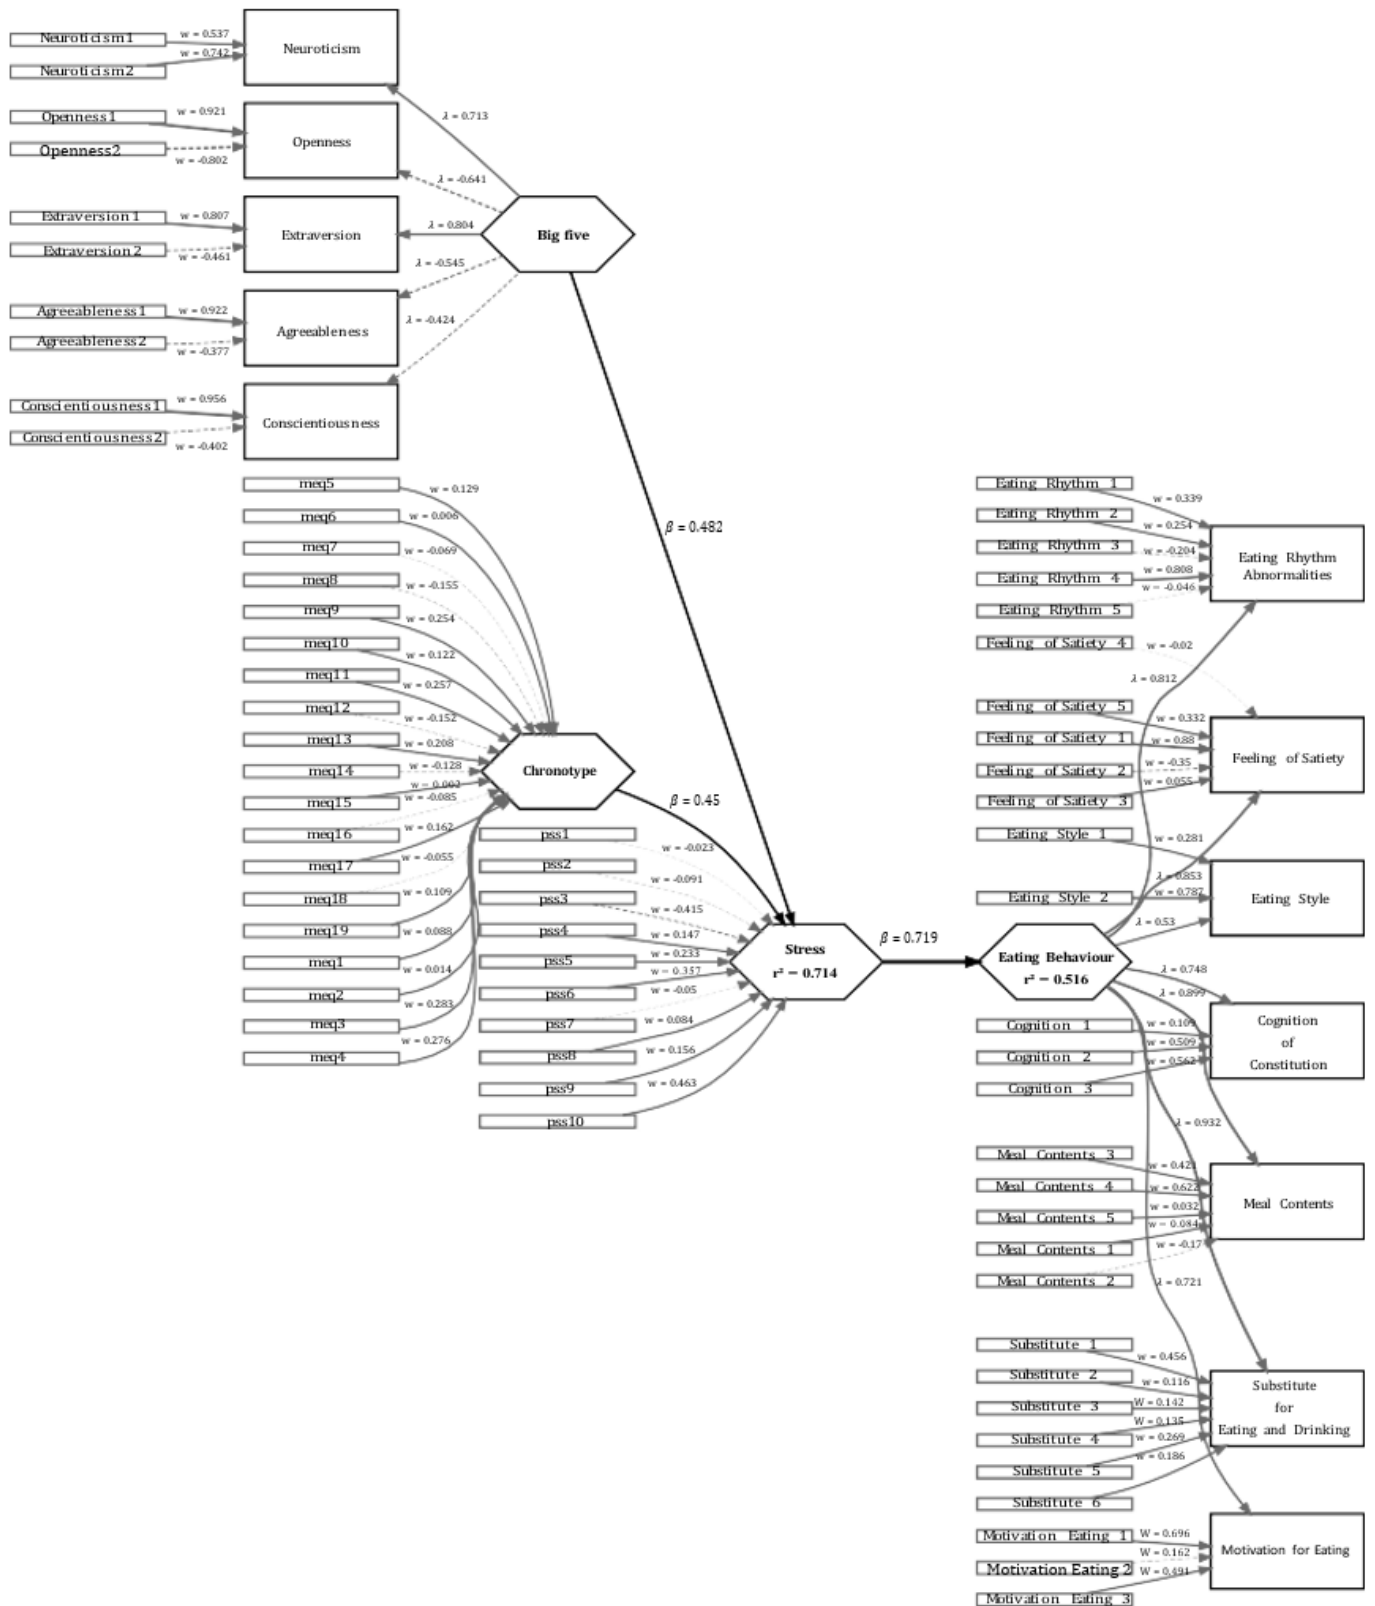 Neuroticism1
w = 0.537
w = 0.742
Neuroticism2
Neuroticism
Openness1
w = 0.921
Openness2
w = -0.802
Openness
λ = 0.713
λ = -0.641
Extraversion1
w = 0.807
Extraversion2
w = -0.461
Extraversion
λ = 0.804
Big five
λ = -0.545
Agreeableness1
w = 0.922
Agreeableness2
w = -0.377
Agreeableness
λ = -0.424
Conscientiousness1
w = 0.956
Conscientiousness2
w = -0.402
Conscientiousness
β = 0.482
meq5
w = 0.129
meq6
w = 0.006
meq7
w = -0.069
meq8
w = -0.155
meq9
w = 0.254
meq10
w = 0.122
meq11
w = 0.257
meq12
w = -0.152
meq13
w = 0.208
meq14
w = -0.128
meq15
w = 0.002
w = -0.085
meq16
w = 0.162
meq17
w = -0.055
meq18
w = 0.109
meq19
w = 0.088
meq1
w = 0.014
meq2
w = 0.283
meq3
w = 0.276
meq4
Chronotype
β = 0.45
pss1
w = -0.023
pss2
w = -0.091
pss3
w = -0.415
pss4
w = 0.147
pss5
w = 0.233
w = 0.357
pss6
w = -0.05
pss7
w = 0.084
pss8
w = 0.156
pss9
w = 0.463
pss10
Stress
r² = 0.714
β = 0.719
Eating Behaviour
r² = 0.516
Eating Rhythm 1
w = 0.339
Eating Rhythm 2
w = 0.254
Eating Rhythm 3
w = -0.204
w = 0.808
Eating Rhythm 4
w = -0.046
Eating Rhythm 5
Eating Rhythm
Abnormalities
Feeling of Satiety 4
w = -0.02
λ = 0.812
Feeling of Satiety 5
w = 0.332
Feeling of Satiety 1
w = 0.88
w = -0.35
Feeling of Satiety 2
w = 0.055
Feeling of Satiety 3
Feeling of Satiety
Eating Style 1
w = 0.281
λ = 0.853
w = 0.787
Eating Style 2
Eating Style
λ = 0.53
λ = 0.748
λ = 0.899
Cognition 1
w = 0.109
w = 0.509
Cognition 2
w = 0.562
Cognition 3
Cognition
of
Constitution
λ = 0.932
Meal Contents 3
w = 0.421
Meal Contents 4
w = 0.622
w = 0.032
Meal Contents 5
w = 0.084
Meal Contents 1
w = -0.17
Meal Contents 2
Meal Contents
λ = 0.721
Substitute 1
w = 0.456
Substitute 2
w = 0.116
W = 0.142
Substitute 3
W = 0.135
Substitute 4
w = 0.269
w = 0.186
Substitute 5
Substitute 6
Substitute
for
Eating and Drinking
Motivation Eating 1
W = 0.696
W = 0.162
Motivation Eating 2
W = 0.491
Motivation Eating 3
Motivation for Eating